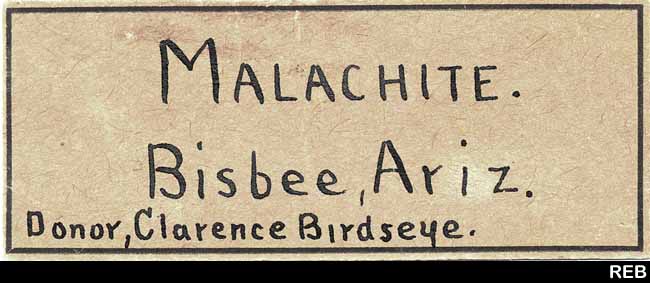 MALACHITE.
Bisbee, Ariz.
Donor, Clarence Birdseye.
REB